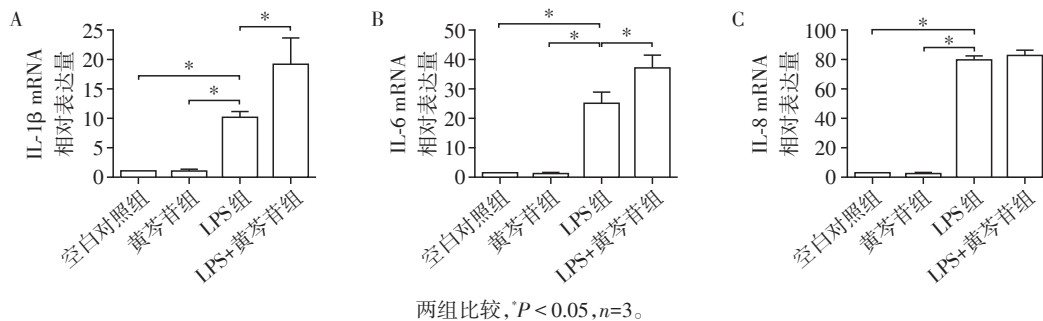 A
IL-1β mRNA
相对表达量
25
20
15
10
5
0
*
*
*
空白对照组
黄芩苷组
LPS组
LPS+黄芩苷组
B
IL-6 mRNA
相对表达量
50
40
30
20
10
0
*
*
*
空白对照组
黄芩苷组
LPS组
LPS+黄芩苷组
C
IL-8 mRNA
相对表达量
100
80
60
40
20
0
*
*
空白对照组
黄芩苷组
LPS组
LPS+黄芩苷组
两组比较,*P<0.05,n=3。